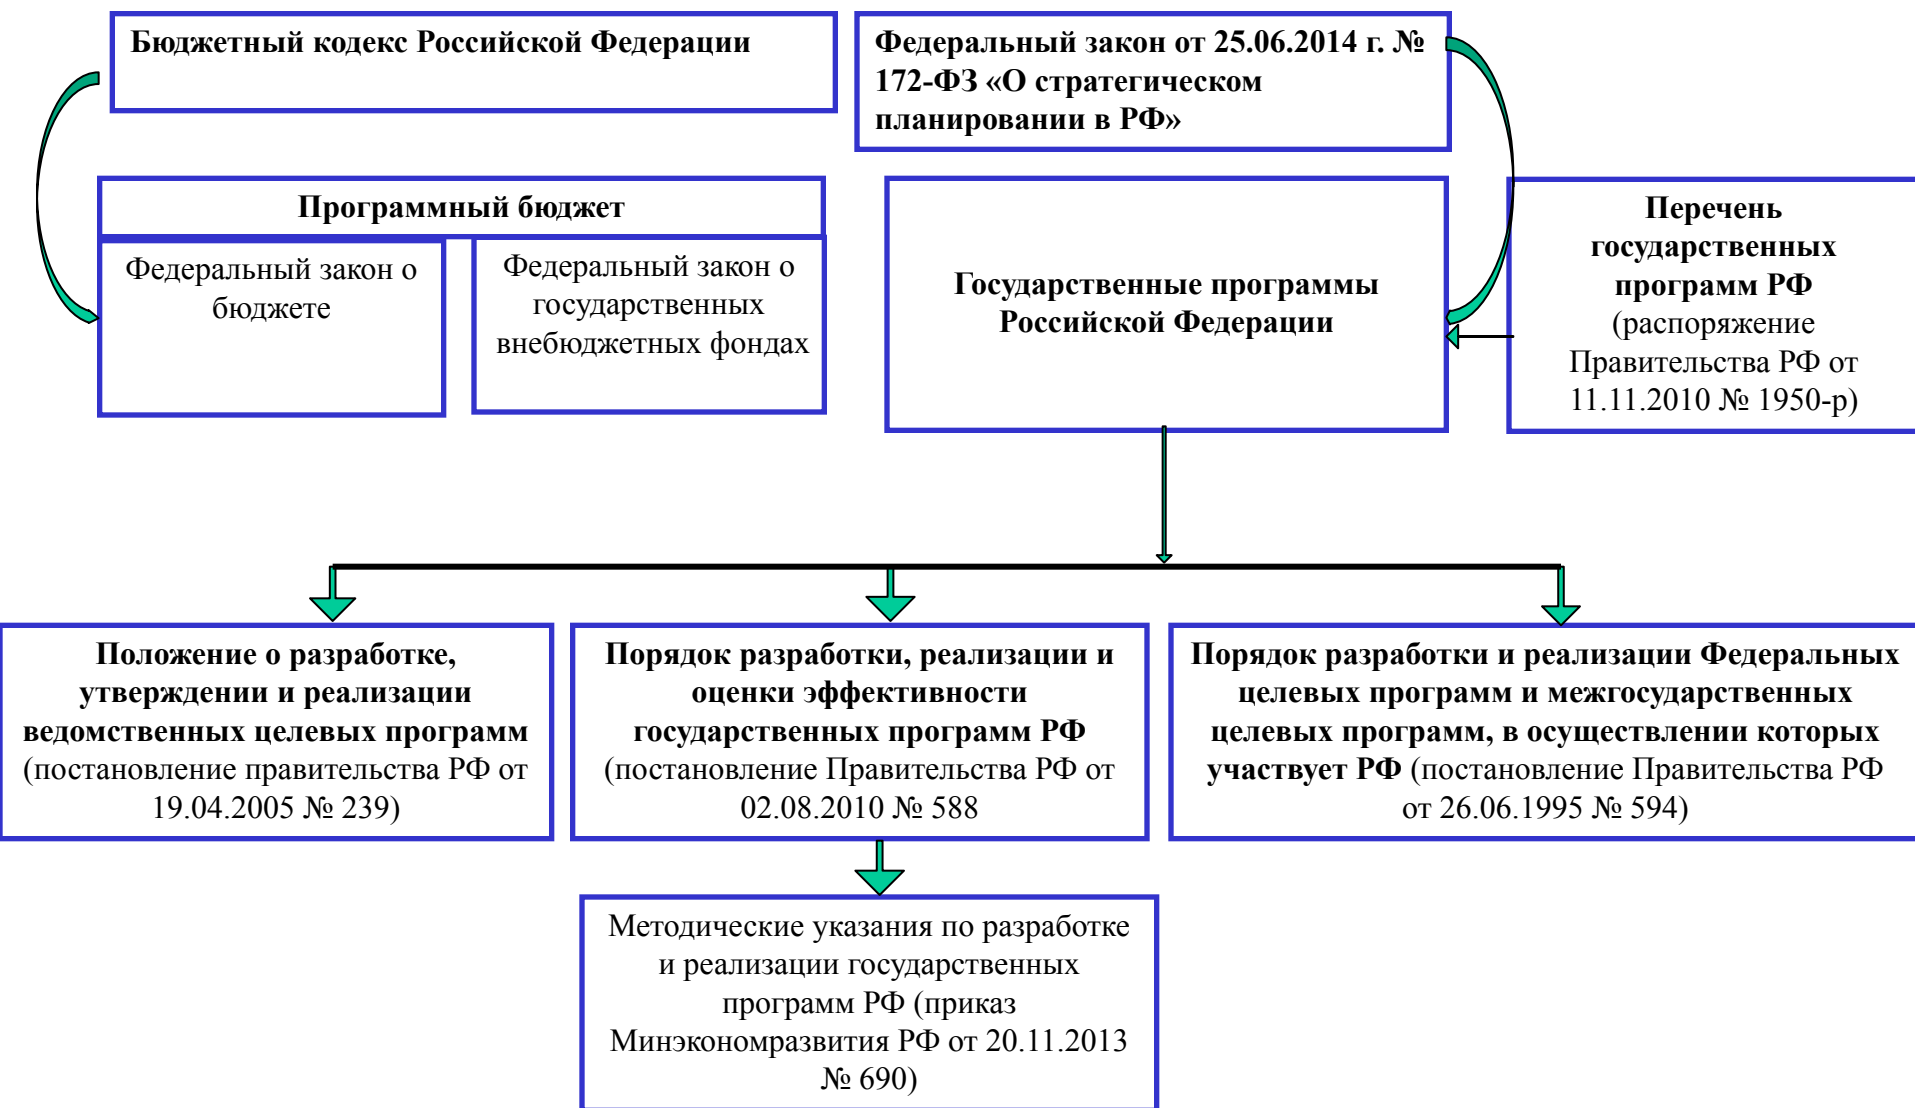 Бюджетный кодекс Российской Федерации
Федеральный закон от 25.06.2014 г. №
172-ФЗ «О стратегическом
планировании в РФ»
Программный бюджет
Федеральный закон о
бюджете
Федеральный закон о
государственных
внебюджетных фондах
Государственные программы
Российской Федерации
Перечень
государственных
программ РФ
(распоряжение
Правительства РФ от
11.11.2010 № 1950-р)
Положение о разработке,
утверждении и реализации
ведомственных целевых программ
(постановление правительства РФ от
19.04.2005 № 239)
Порядок разработки, реализации и
оценки эффективности
государственных программ РФ
(постановление Правительства РФ от
02.08.2010 № 588
Порядок разработки и реализации Федеральных
целевых программ и межгосударственных
целевых программ, в осуществлении которых
участвует РФ (постановление Правительства РФ
от 26.06.1995 № 594)
Методические указания по разработке
и реализации государственных
программ РФ (приказ
Минэкономразвития РФ от 20.11.2013
№ 690)